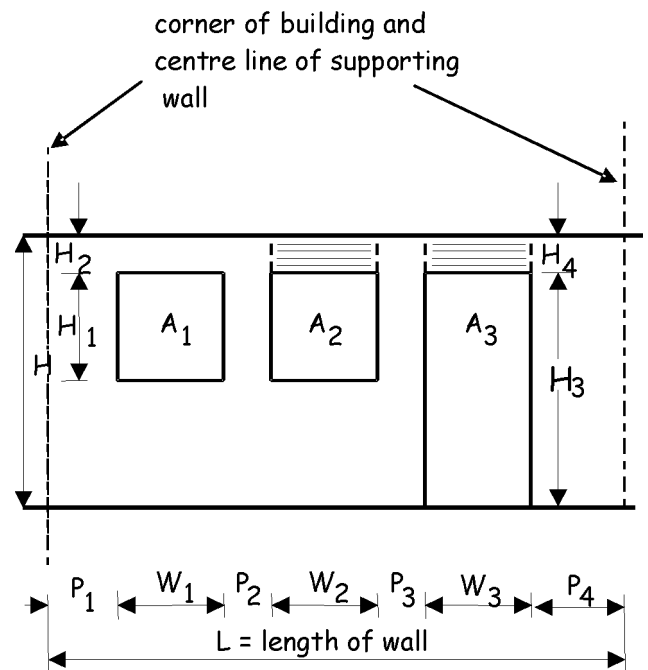 corner of building and
centre line of supporting
wall
H2
H4
H1
A1
A2
A3
H
H3
P1
W1
P2
W2
P3
W3
P4
L = length of wall